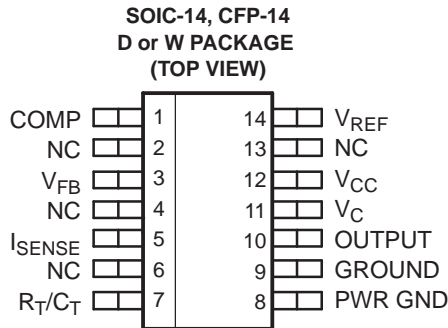 SOIC-14, CFP-14
D or W PACKAGE
(TOP VIEW)
COMP 1 14 VREF
NC 2 13 NC
VFB 3 12 VCC
NC 4 11 VC
ISENSE 5 10 OUTPUT
NC 6 9 GROUND
RT/CT 7 8 PWR GND